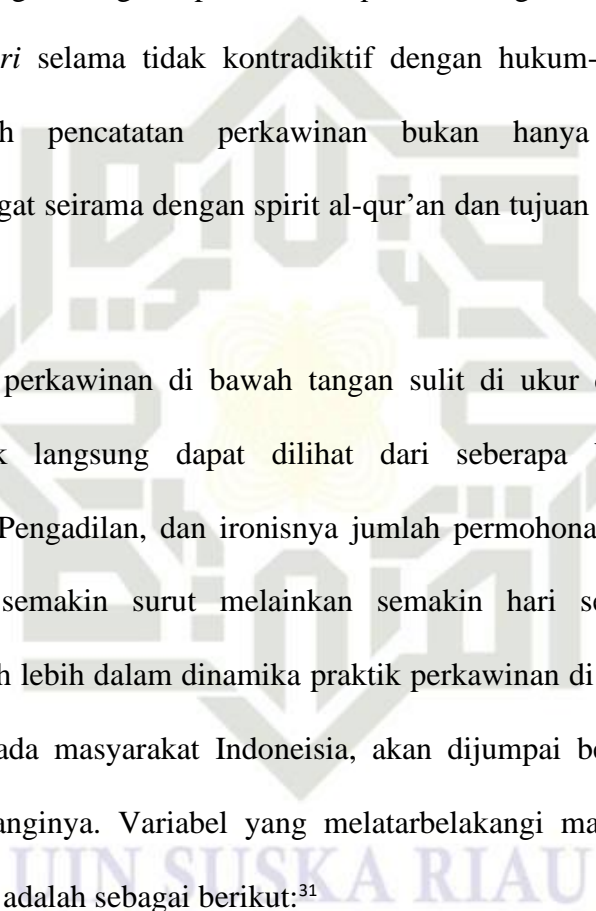 ri selama tidak kontradiktif dengan hukum-
h pencatatan perkawinan bukan hanya
gat seirama dengan spirit al-qur’an dan tujuan
perkawinan di bawah tangan sulit di ukur
k langsung dapat dilihat dari seberapa
Pengadilan, dan ironisnya jumlah permohona
semakin surut melainkan semakin hari se
h lebih dalam dinamika praktik perkawinan di
ada masyarakat Indoneisia, akan dijumpai be
anginya. Variabel yang melatarbelakangi ma
UIN SUSKA RIAU
adalah sebagai berikut:31